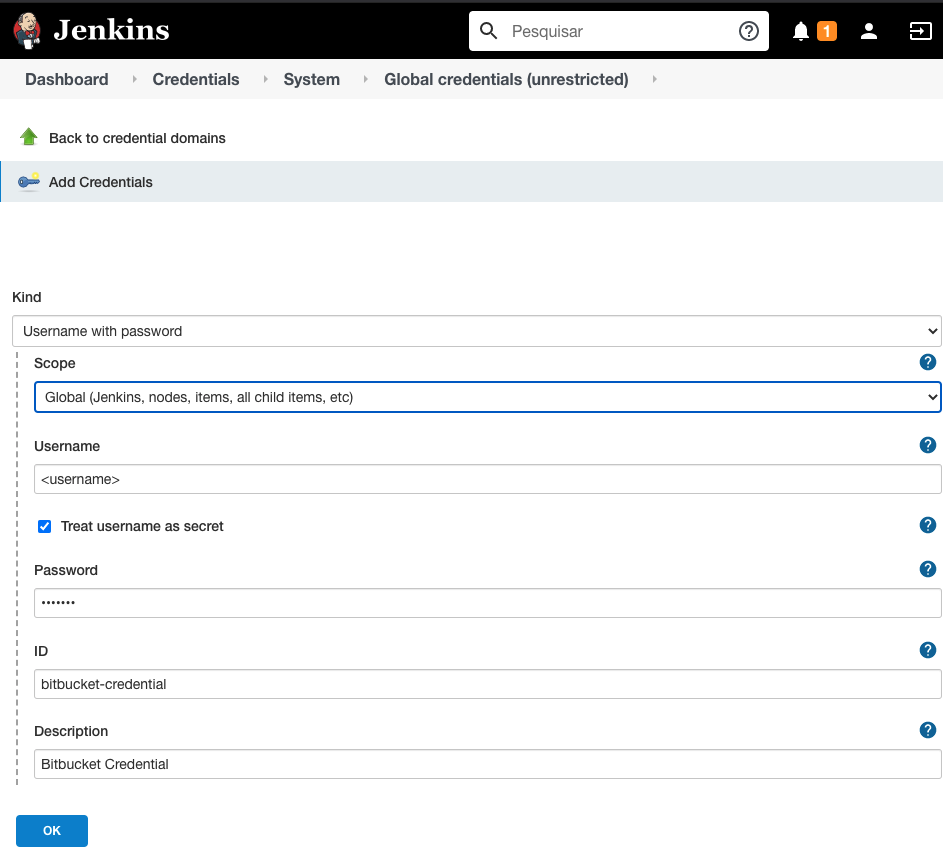 Jenkins
Pesquisar
1
Dashboard Credentials System Global credentials (unrestricted)
Back to credential domains
Add Credentials
Kind
Username with password
Scope
Global (Jenkins, nodes, items, all child items, etc)
Username
<username>
Treat username as secret
Password
•••••••
ID
bitbucket-credential
Description
Bitbucket Credential
OK